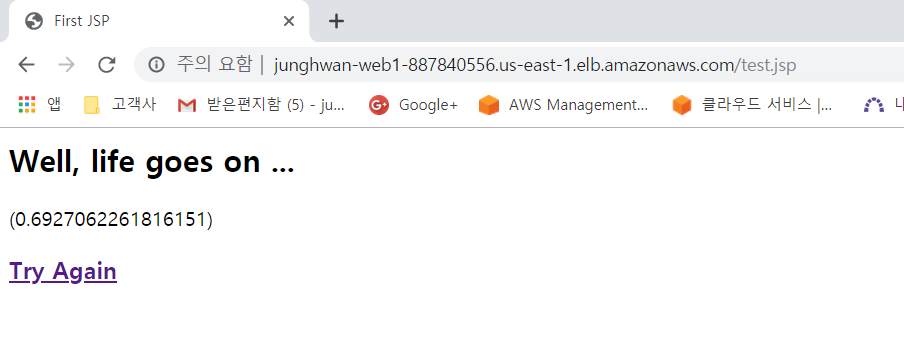 First JSP
주의 요함 | junghwan-web1-887840556.us-east-1.elb.amazonaws.com/test.jsp
앱 고객사 받은편지함 (5) - ju... Google+ AWS Management... 클라우드 서비스 |...
Well, life goes on ...
(0.6927062261816151)
Try Again